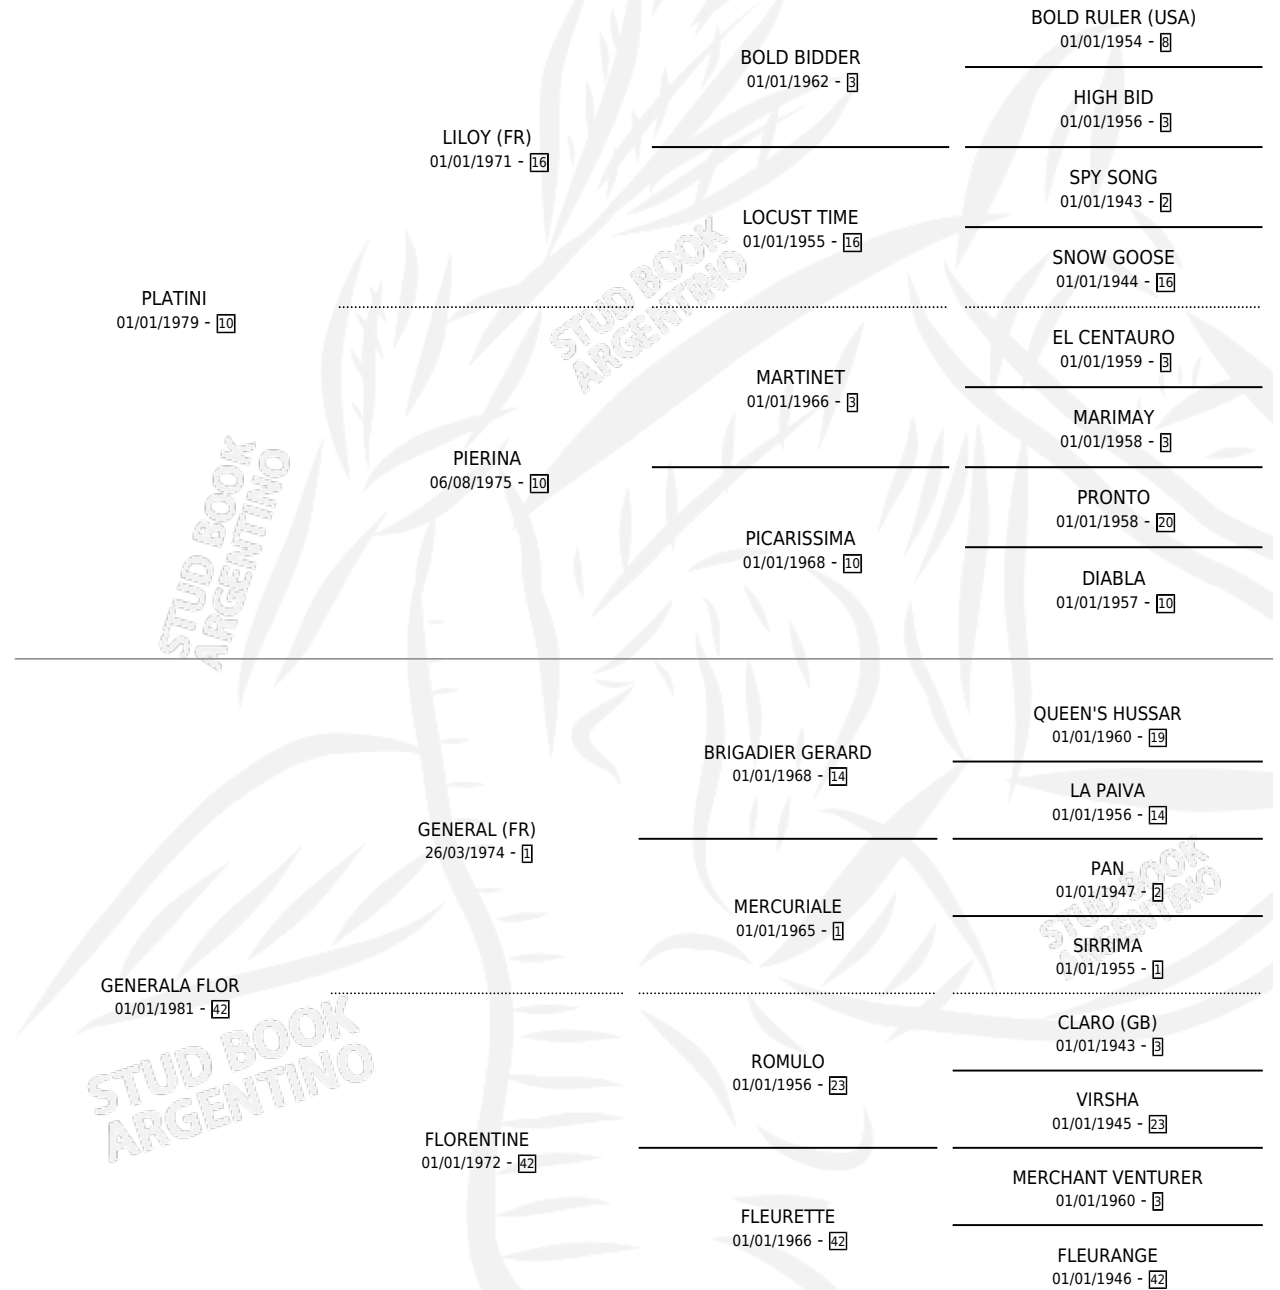 BOLD RULER (USA)
01/01/1954 - 8
BOLD BIDDER
01/01/1962 - 3
HIGH BID
01/01/1956 - 3
LILOY (FR)
01/01/1971 - 16
SPY SONG
01/01/1943 - 2
LOCUST TIME
01/01/1955 - 16
SNOW GOOSE
01/01/1944 - 16
PLATINI
01/01/1979 - 10
STUD BOOK
ARGENTINO
EL CENTAURO
01/01/1959 - 3
MARTINET
01/01/1966 - 3
MARIMAY
01/01/1958 - 3
PIERINA
06/08/1975 - 10
PRONTO
01/01/1958 - 20
PICARISSIMA
01/01/1968 - 10
DIABLA
01/01/1957 - 10
STUD BOOK
ARGENTINO
QUEEN'S HUSSAR
01/01/1960 - 19
BRIGADIER GERARD
01/01/1968 - 14
LA PAIVA
01/01/1956 - 14
GENERAL (FR)
26/03/1974 - 1
PAN
01/01/1947 - 2
MERCURIALE
01/01/1965 - 1
SIRRIMA
01/01/1955 - 1
STUD BOOK
ARGENTINO
GENERALA FLOR
01/01/1981 - 42
CLARO (GB)
01/01/1943 - 3
ROMULO
01/01/1956 - 23
VIRSHA
01/01/1945 - 23
STUD BOOK
ARGENTINO
FLORENTINE
01/01/1972 - 42
MERCHANT VENTURER
01/01/1960 - 3
FLEURETTE
01/01/1966 - 42
FLEURANGE
01/01/1946 - 42